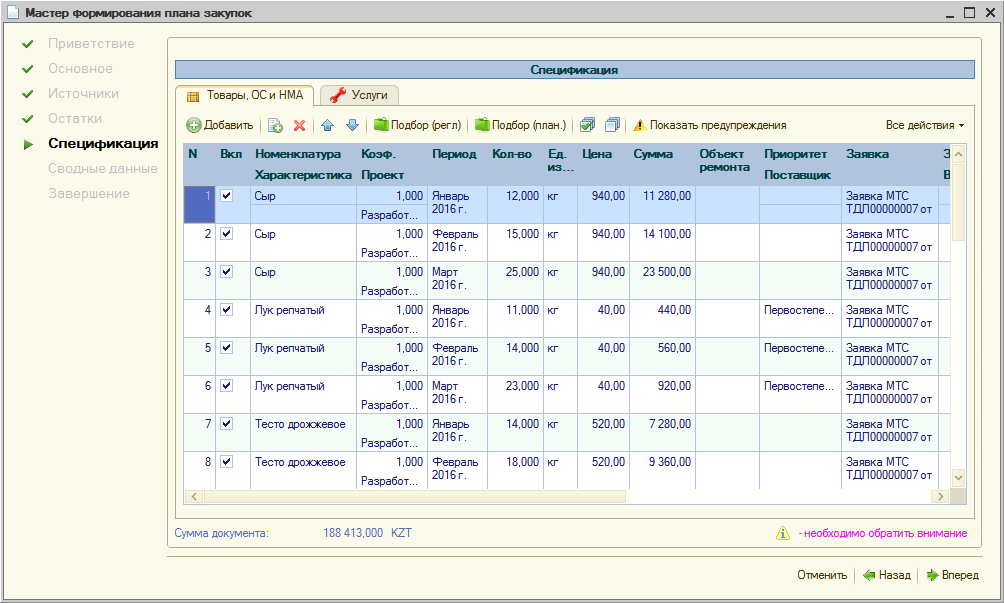 Мастер формирования плана закупок
Приветствие
Основное
Источники
Остатки
Спецификация
Сводные данные
Завершение
Спецификация
Товары, ОС и НМА Услуги
Добавить Подбор (регл) Подбор (план.) Показать предупреждения Все действия
N Вкл Номенклатура Коэф. Период Кол-во Ед. из... Цена Сумма Объект ремонта Приоритет Заявка
Характеристика Проект Поставщик
1 Сыр 1,000 Январь 12,000 кг 940,00 11 280,00 Заявка МТС
Разработ... 2016 г. ТДЛ00000007 от
2 Сыр 1,000 Февраль 15,000 кг 940,00 14 100,00 Заявка МТС
Разработ... 2016 г. ТДЛ00000007 от
3 Сыр 1,000 Март 25,000 кг 940,00 23 500,00 Заявка МТС
Разработ... 2016 г. ТДЛ00000007 от
4 Лук репчатый 1,000 Январь 11,000 кг 40,00 440,00 Первостепе... Заявка МТС
Разработ... 2016 г. ТДЛ00000007 от
5 Лук репчатый 1,000 Февраль 14,000 кг 40,00 560,00 Первостепе... Заявка МТС
Разработ... 2016 г. ТДЛ00000007 от
6 Лук репчатый 1,000 Март 23,000 кг 40,00 920,00 Первостепе... Заявка МТС
Разработ... 2016 г. ТДЛ00000007 от
7 Тесто дрожжевое 1,000 Январь 14,000 кг 520,00 7 280,00 Заявка МТС
Разработ... 2016 г. ТДЛ00000007 от
8 Тесто дрожжевое 1,000 Февраль 18,000 кг 520,00 9 360,00 Заявка МТС
Разработ... 2016 г. ТДЛ00000007 от
Сумма документа: 188 413,000 KZT - необходимо обратить внимание
Отменить Назад Вперед